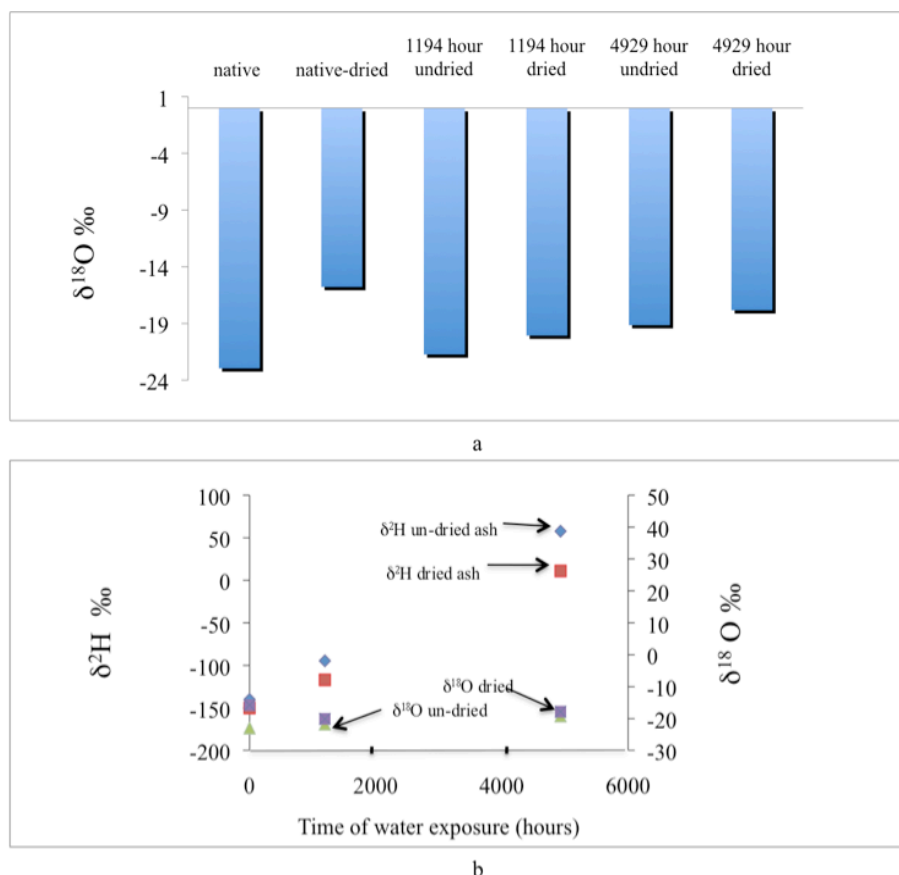 1194 hour 1194 hour 4929 hour 4929 hour
native native-dried undried dried undried dried
1
-4
-9
-14
-19
-24
δ¹⁸O ‰
a
100
50
0
-50
-100
-150
-200
δ²H ‰
δ²H un-dried ash
δ²H dried ash
δ¹⁸O dried
δ¹⁸O un-dried
50
40
30
20
10
0
-10
-20
-30
δ¹⁸ O ‰
0 2000 4000 6000
Time of water exposure (hours)
b